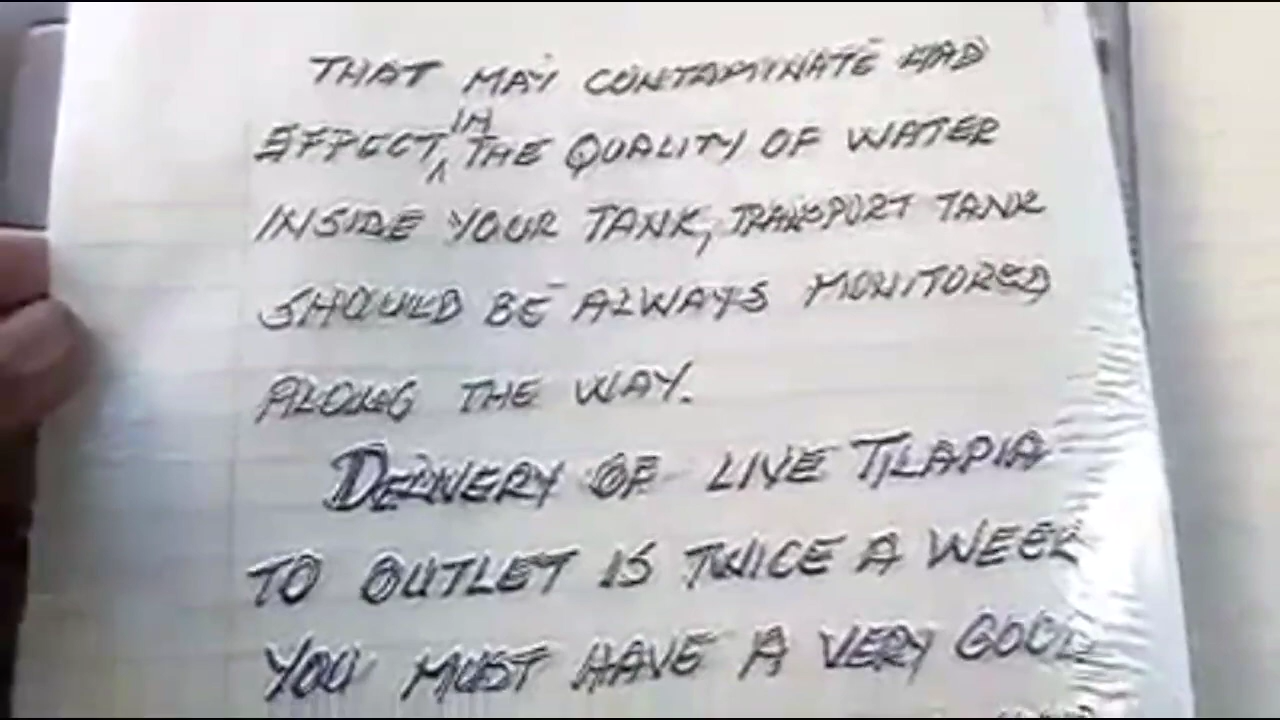 THAT MAY CONTAMINATE BAD
EFFECT, IN THE QUALITY OF WATER
INSIDE YOUR TANK, TRANSPORT TANK
SHOULD BE ALWAYS MONITORED
ALONG THE WAY.
DELIVERY OF LIVE TILAPIA
TO OUTLET IS TWICE A WEEK
YOU MUST HAVE A VERY GOOD